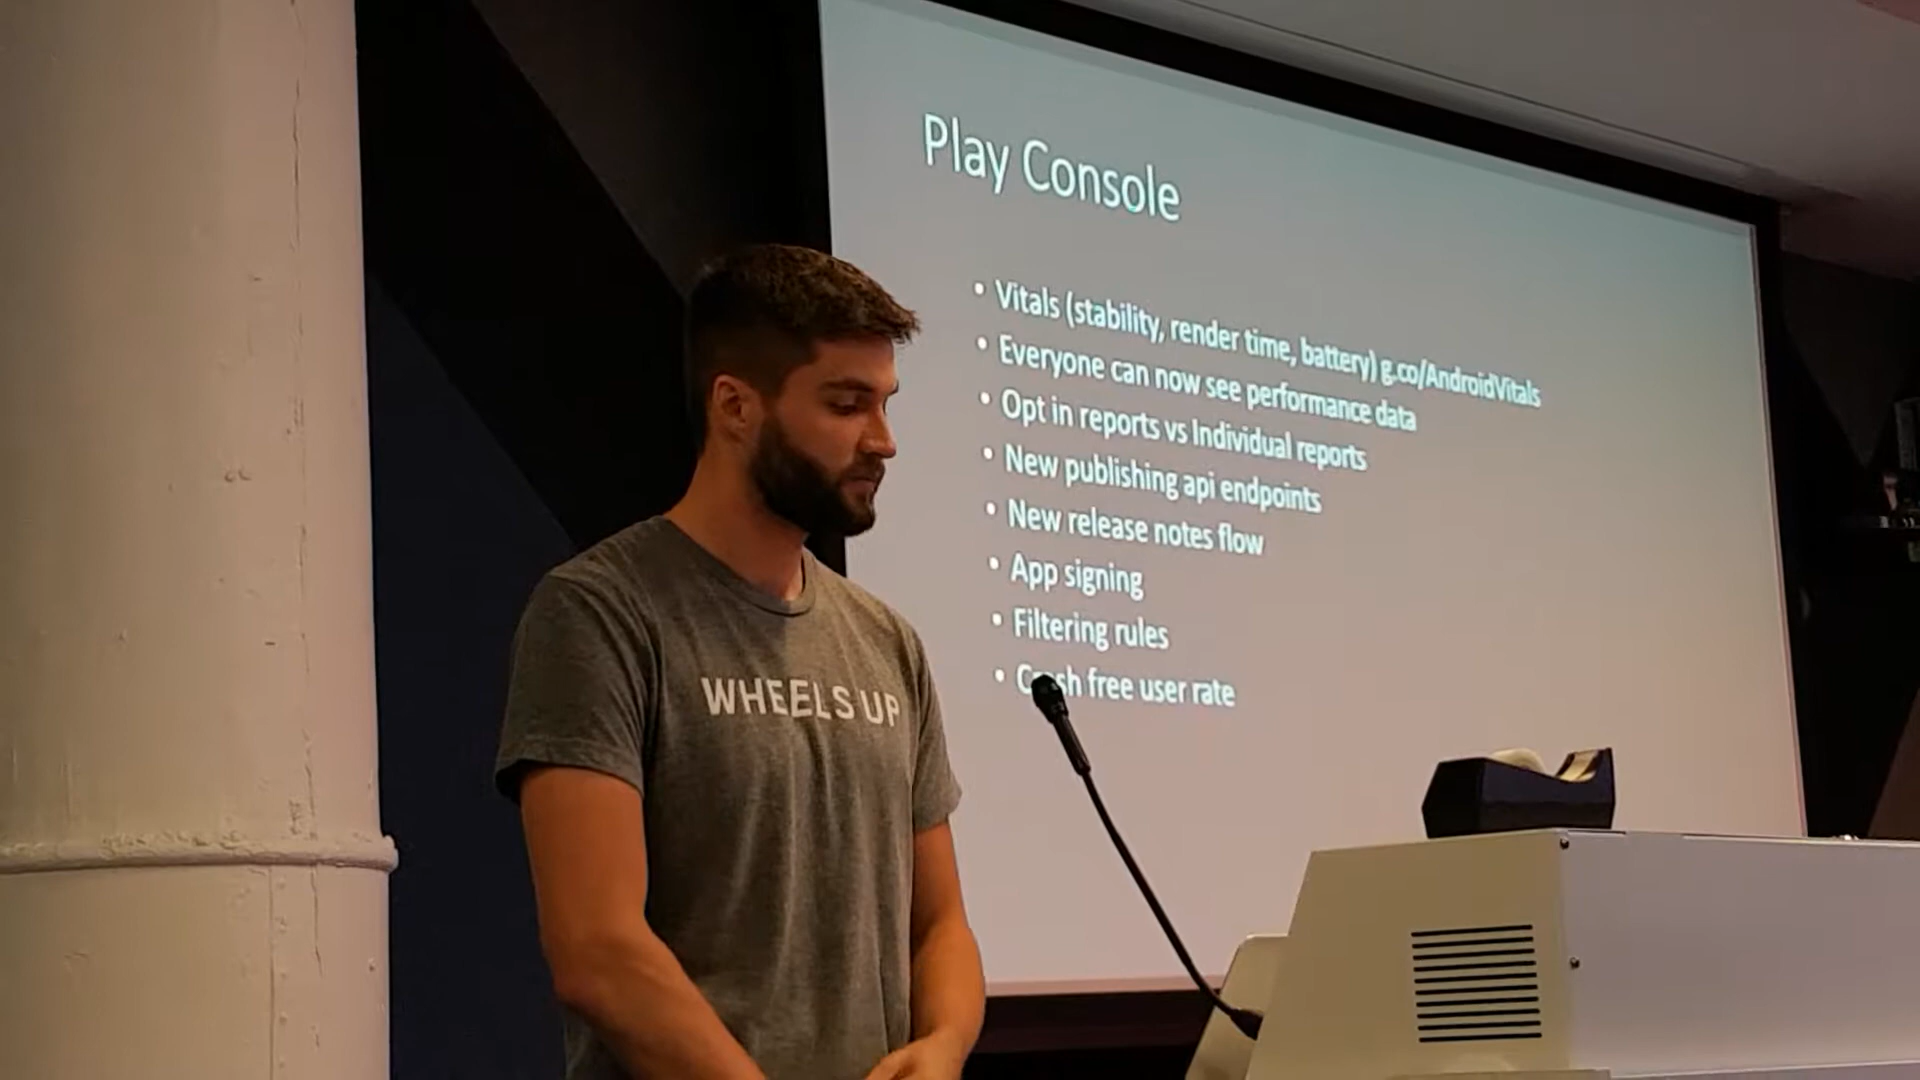 Play Console
• Vitals (stability, render time, battery) g.co/AndroidVitals
• Everyone can now see performance data
• Opt in reports vs Individual reports
• New publishing api endpoints
• New release notes flow
• App signing
• Filtering rules
• Crash free user rate
WHEELS UP